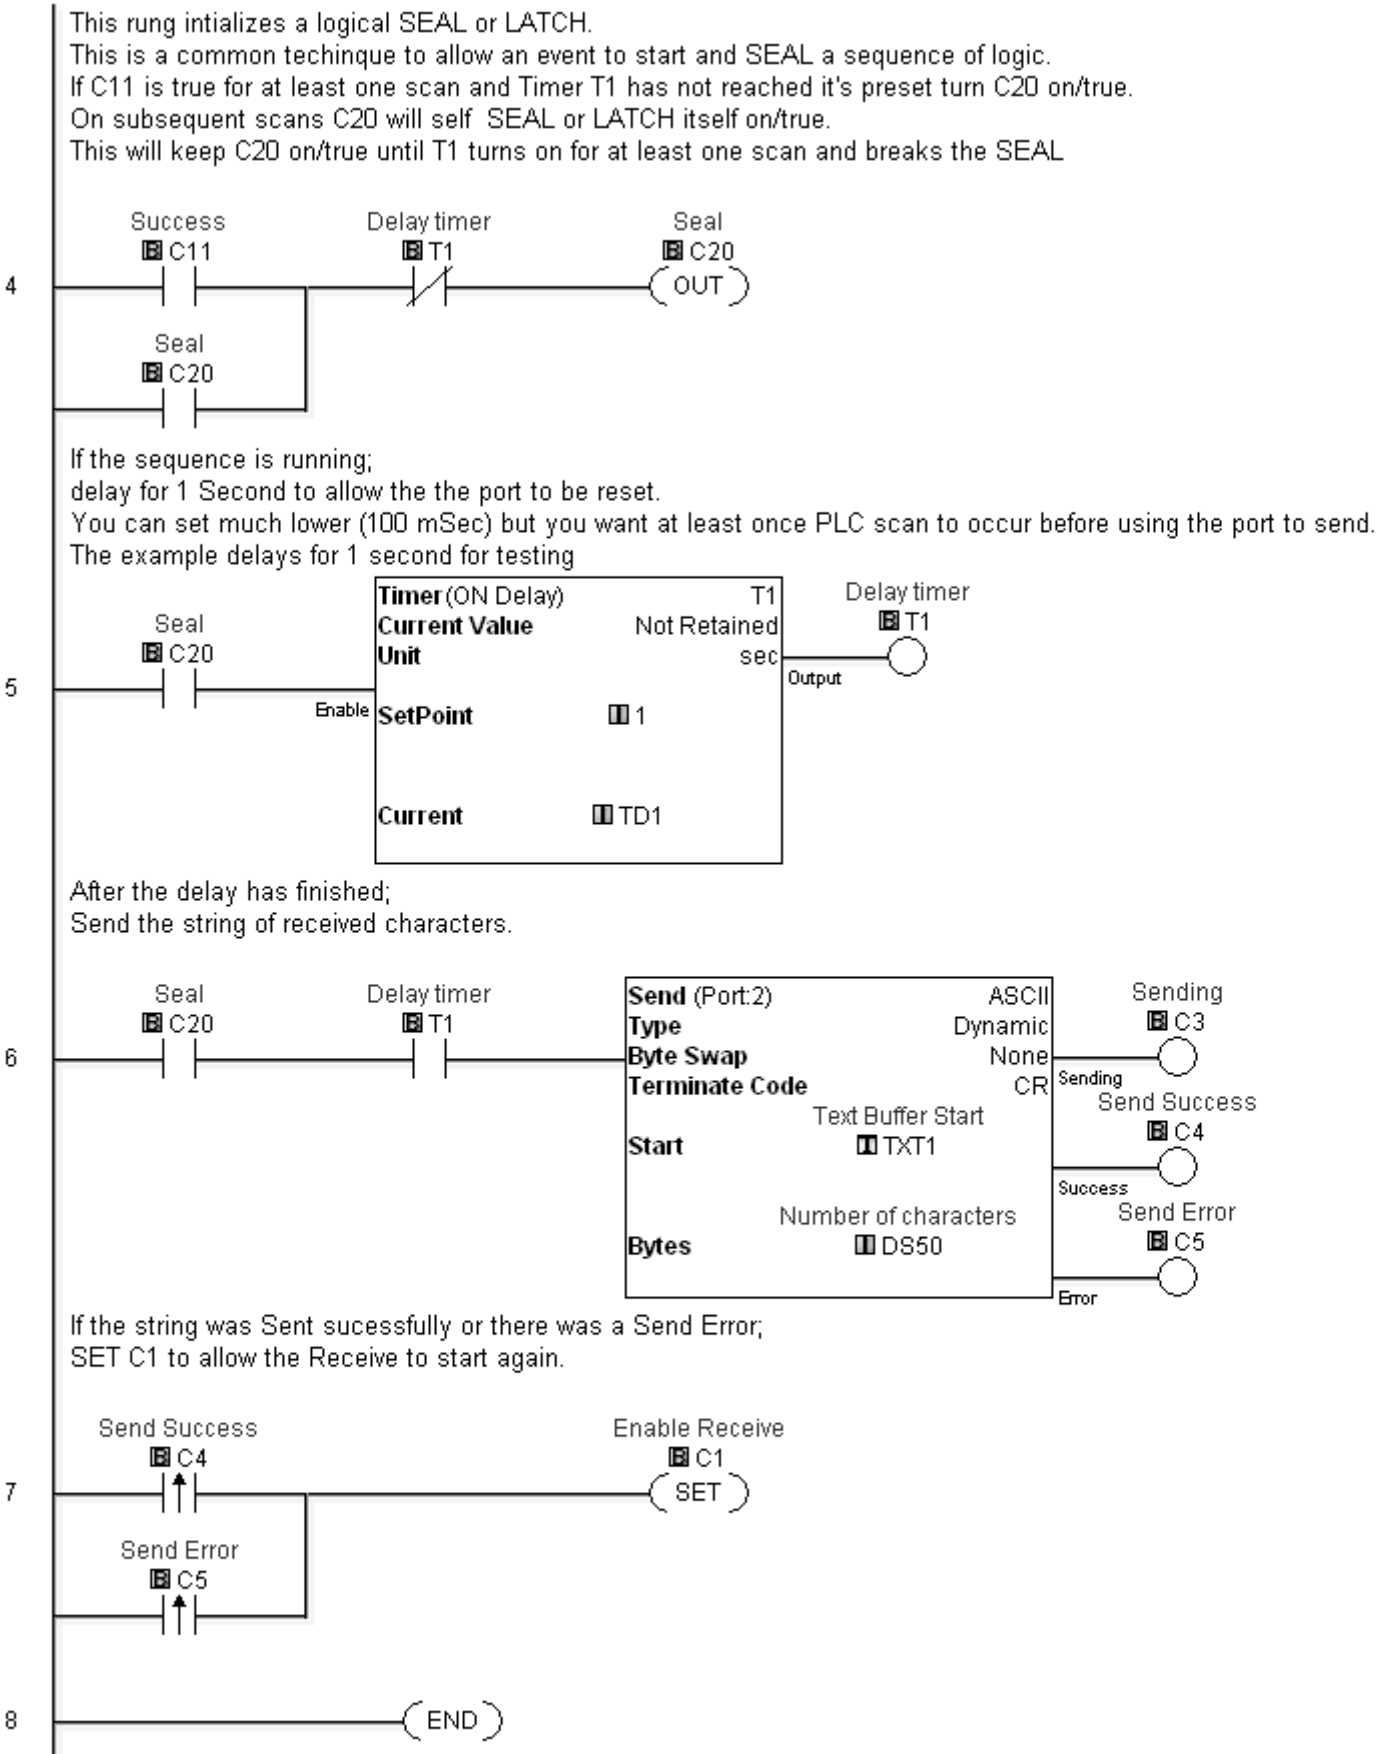 This rung intializes a logical SEAL or LATCH.
This is a common techinque to allow an event to start and SEAL a sequence of logic.
If C11 is true for at least one scan and Timer T1 has not reached it's preset turn C20 on/true.
On subsequent scans C20 will self SEAL or LATCH itself on/true.
This will keep C20 on/true until T1 turns on for at least one scan and breaks the SEAL
Success Delay timer Seal
B C11 B T1 B C20
4 OUT
Seal
B C20
If the sequence is running;
delay for 1 Second to allow the the port to be reset.
You can set much lower (100 mSec) but you want at least once PLC scan to occur before using the port to send.
The example delays for 1 second for testing
Timer (ON Delay) T1 Delay timer
Seal Current Value Not Retained B T1
B C20 Unit sec
Output
5
Enable SetPoint 1
Current TD1
After the delay has finished;
Send the string of received characters.
Seal Delay timer Send (Port:2) ASCII Sending
B C20 B T1 Type Dynamic B C3
6 Byte Swap None
Terminate Code CR Sending
Text Buffer Start Send Success
Start TXT1 B C4
Success
Number of characters Send Error
Bytes DS50 B C5
Error
If the string was Sent sucessfully or there was a Send Error;
SET C1 to allow the Receive to start again.
Send Success Enable Receive
B C4 B C1
7 SET
Send Error
B C5
8 END